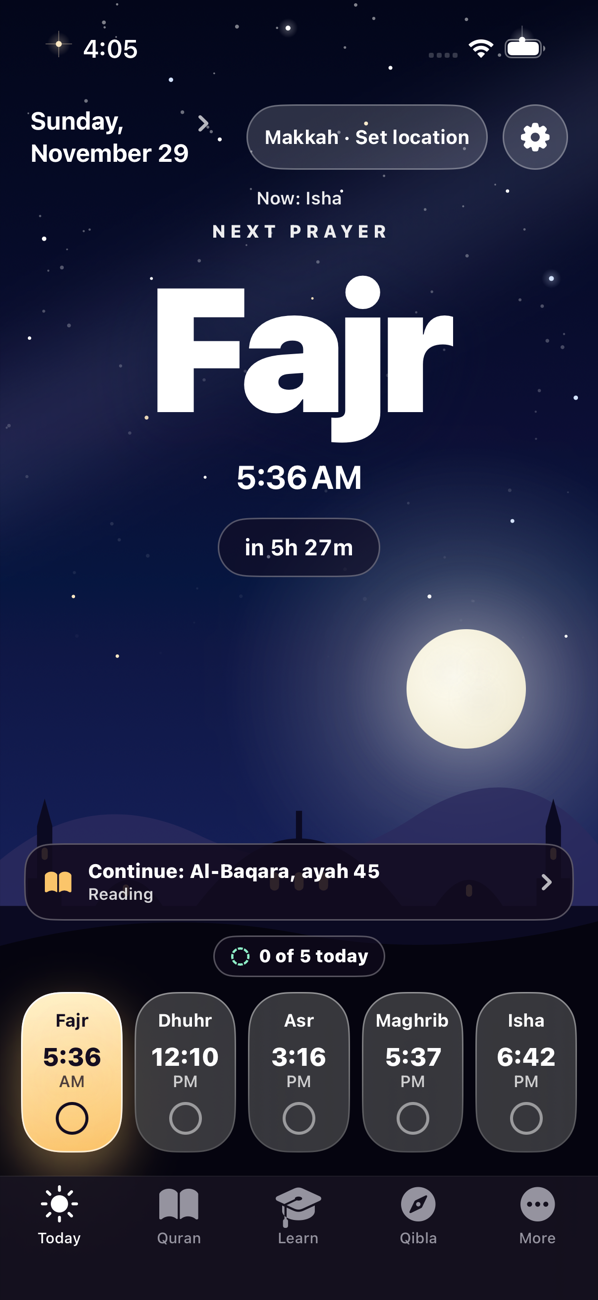 4:05
Sunday,
November 29
Makkah · Set location
Now: Isha
NEXT PRAYER
Fajr
5:36 AM
in 5h 27m
Continue: Al-Baqara, ayah 45
Reading
0 of 5 today
Fajr
5:36
AM
Dhuhr
12:10
PM
Asr
3:16
PM
Maghrib
5:37
PM
Isha
6:42
PM
Today
Quran
Learn
Qibla
More